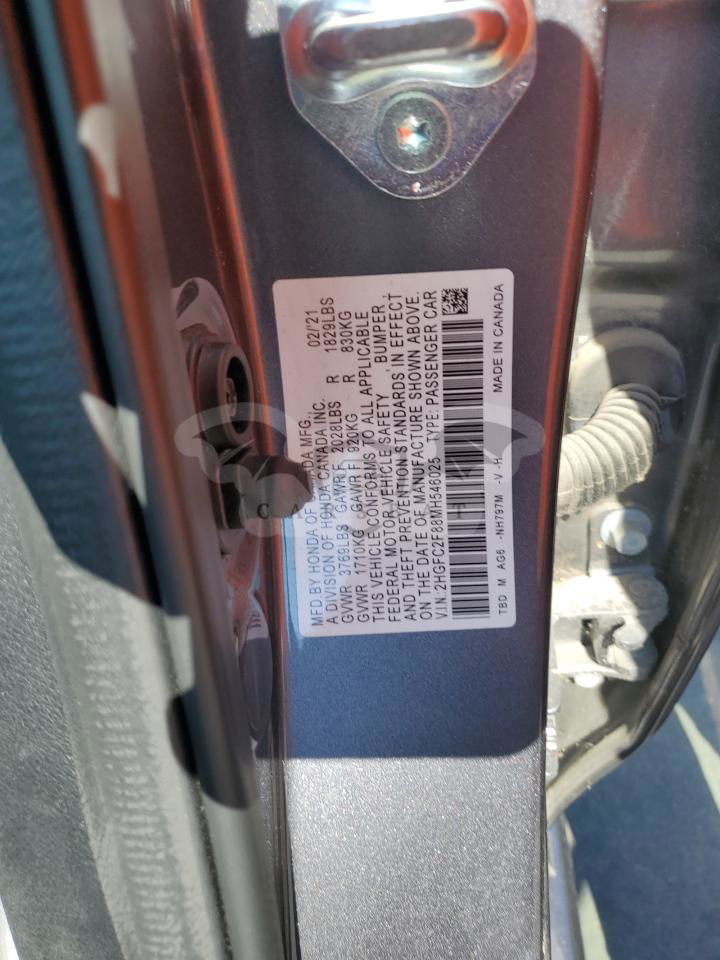 MFD. BY HONDA OF CANADA MFG., 02/'21
A DIVISION OF HONDA CANADA INC.
GVWR 3769LBS GAWR F 2028LBS R 1829LBS
GVWR 1710KG GAWR F 920KG R 830KG
THIS VEHICLE CONFORMS TO ALL APPLICABLE
FEDERAL MOTOR VEHICLE SAFETY , BUMPER ,
AND THEFT PREVENTION STANDARDS IN EFFECT
ON THE DATE OF MANUFACTURE SHOWN ABOVE.
V.I.N: 2HGFC2F88MH546025 TYPE: PASSENGER CAR
TBD M AG6 -NH797M -V -H MADE IN CANADA